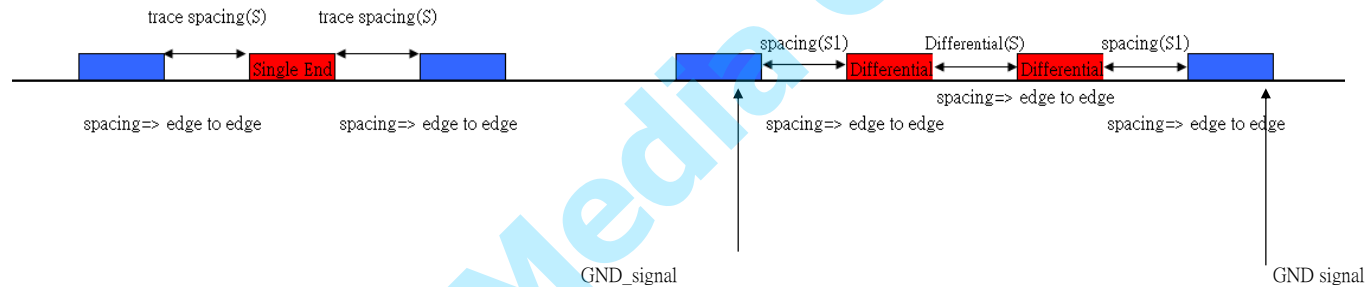 trace spacing(S)
trace spacing(S)
Single End
spacing=> edge to edge
spacing=> edge to edge
spacing(S1)
Differential(S)
spacing(S1)
Differential
Differential
spacing=> edge to edge
spacing=> edge to edge
spacing=> edge to edge
GND_signal
GND signal
Media